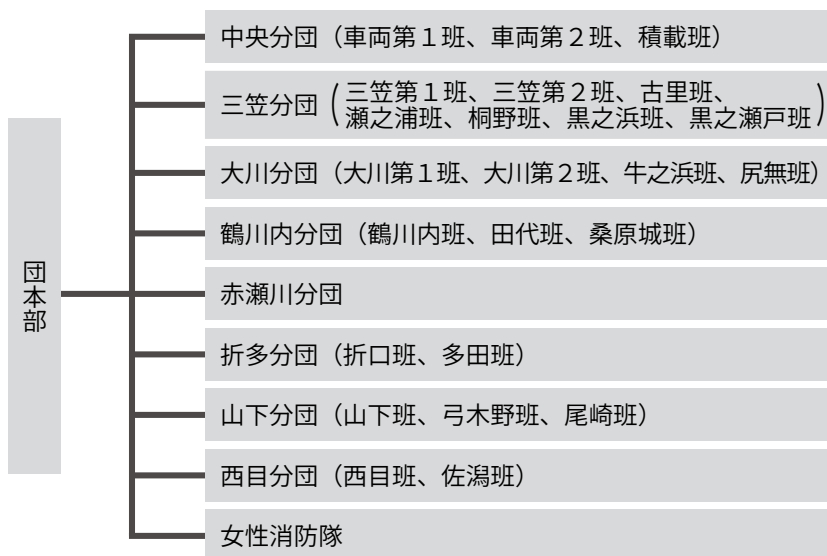 団本部
中央分団（車両第１班、車両第２班、積載班）
三笠分団（三笠第１班、三笠第２班、古里班、
瀬之浦班、桐野班、黒之浜班、黒之瀬戸班）
大川分団（大川第１班、大川第２班、牛之浜班、尻無班）
鶴川内分団（鶴川内班、田代班、桑原城班）
赤瀬川分団
折多分団（折口班、多田班）
山下分団（山下班、弓木野班、尾崎班）
西目分団（西目班、佐潟班）
女性消防隊